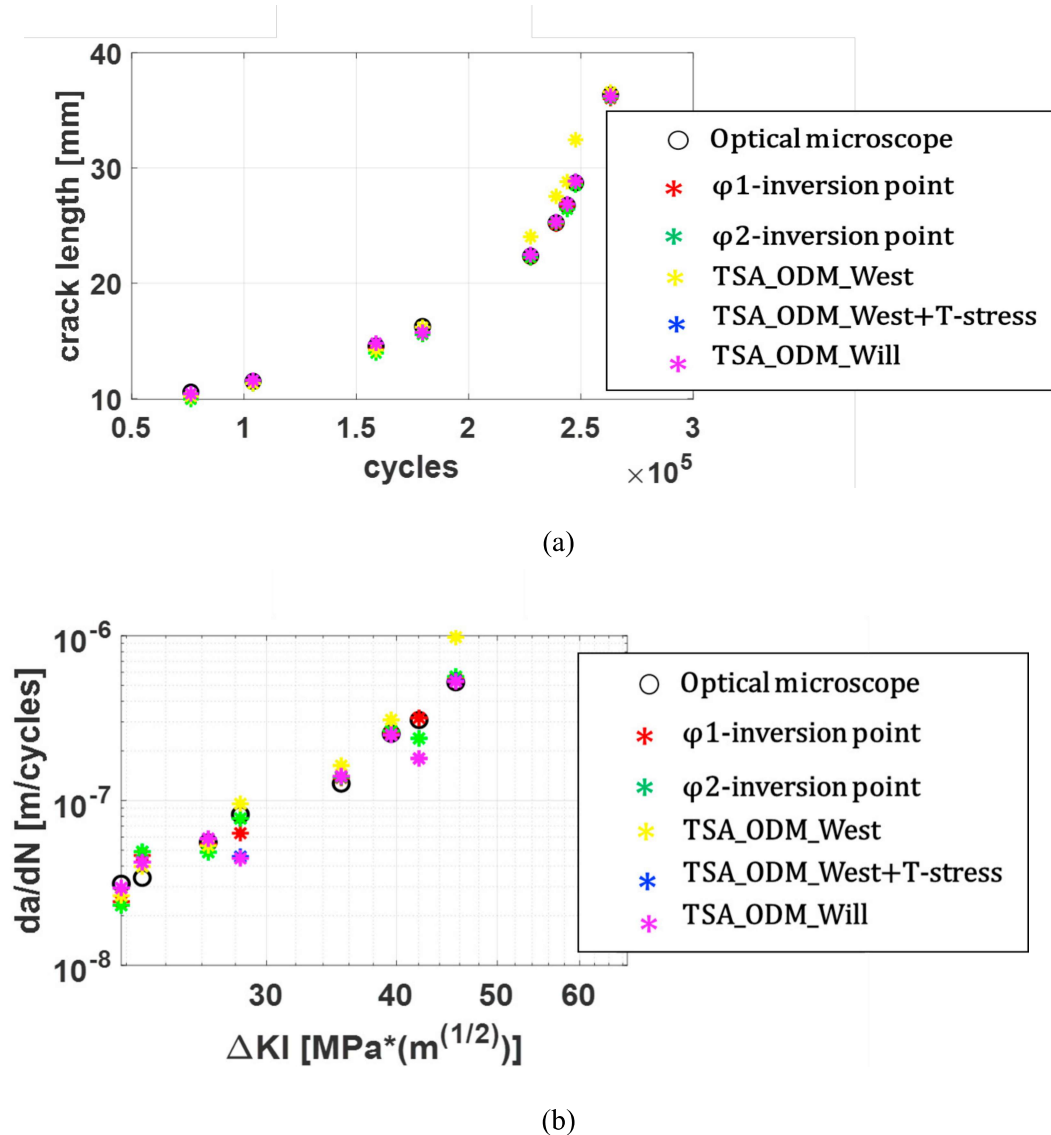 40
30
20
10
crack length [mm]
0.5 1 1.5 2 2.5 3
cycles
×10^5
Optical microscope
φ1-inversion point
φ2-inversion point
TSA_ODM_West
TSA_ODM_West+T-stress
TSA_ODM_Will
(a)
10^-6
10^-7
10^-8
da/dN [m/cycles]
30 40 50 60
ΔKI [MPa*(m^(1/2))]
Optical microscope
φ1-inversion point
φ2-inversion point
TSA_ODM_West
TSA_ODM_West+T-stress
TSA_ODM_Will
(b)